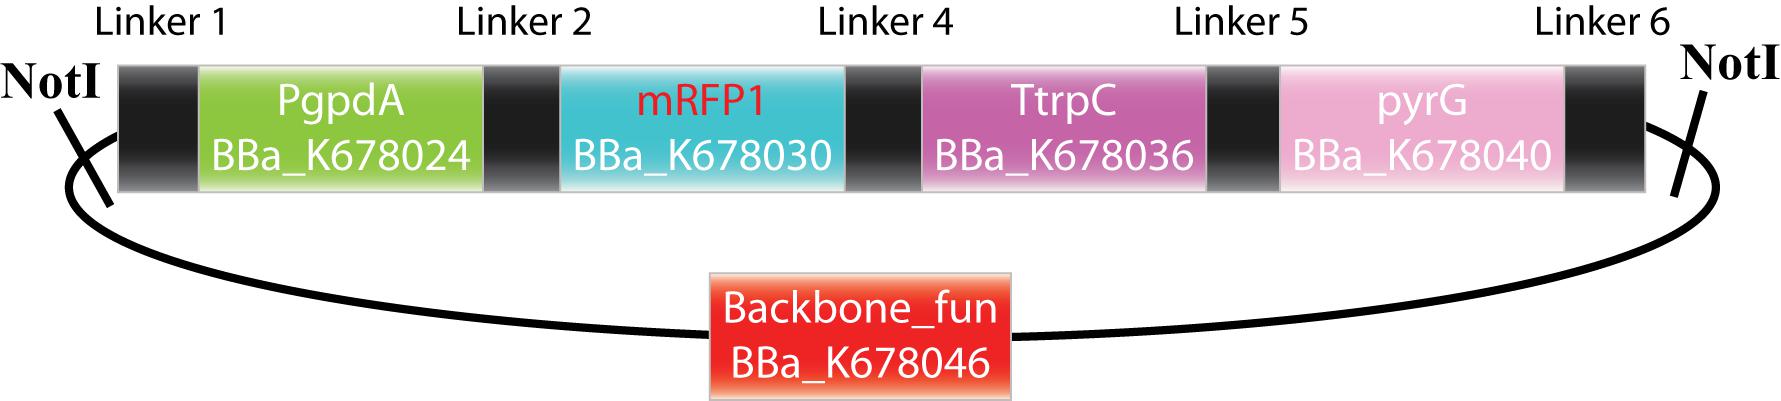 Linker 1
Linker 2
Linker 4
Linker 5
Linker 6
NotI
NotI
PgpdA
BBa_K678024
mRFP1
BBa_K678030
TtrpC
BBa_K678036
pyrG
BBa_K678040
Backbone_fun
BBa_K678046